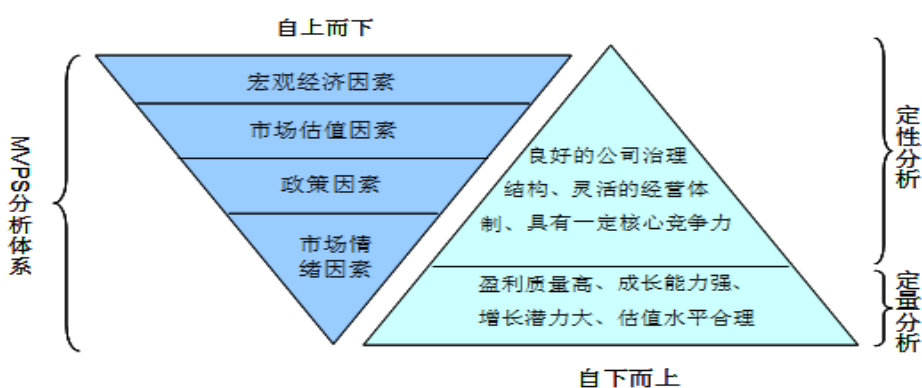 自上而下
MVPS分析体系
宏观经济因素
市场估值因素
政策因素
市场情
绪因素
良好的公司治理
结构、灵活的经营体
制、具有一定核心竞争力
盈利质量高、成长能力强、
增长潜力大、估值水平合理
定性分析
定量分析
自下而上